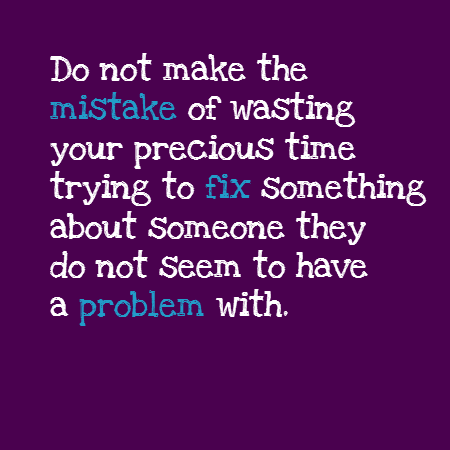 Do not make the
mistake of wasting
your precious time
trying to fix something
about someone they
do not seem to have
a problem with.